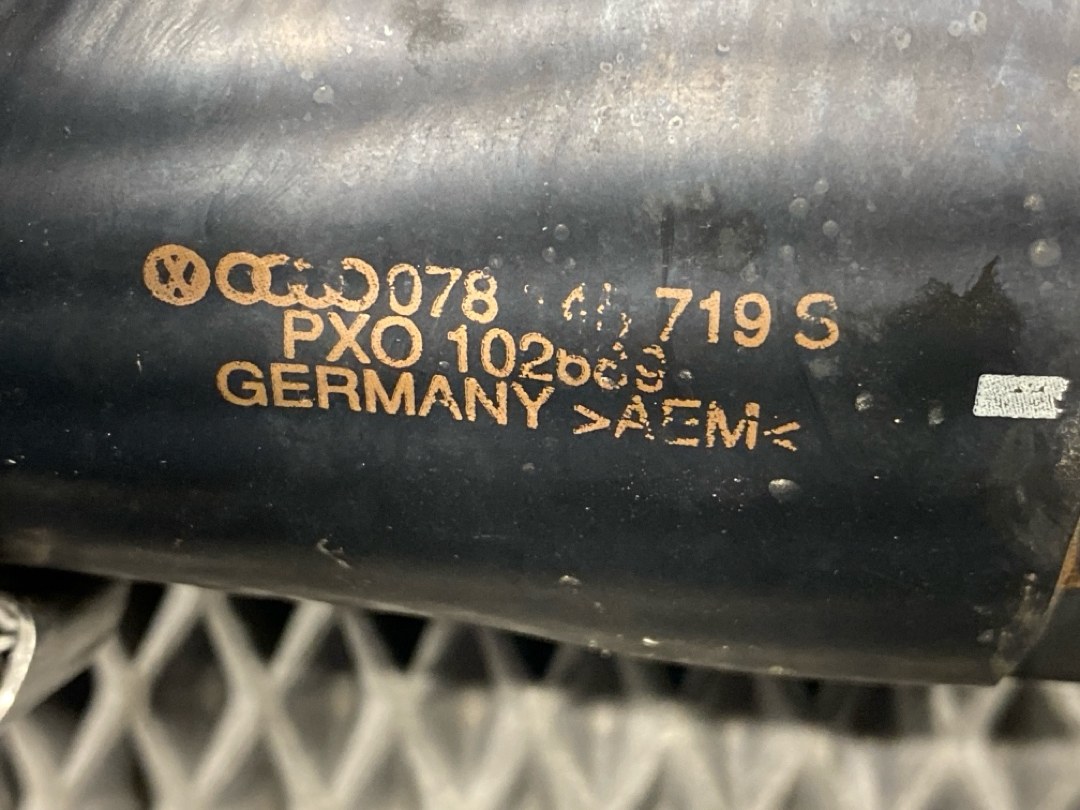 078 719 S
PXO
GERMANY >AEM<